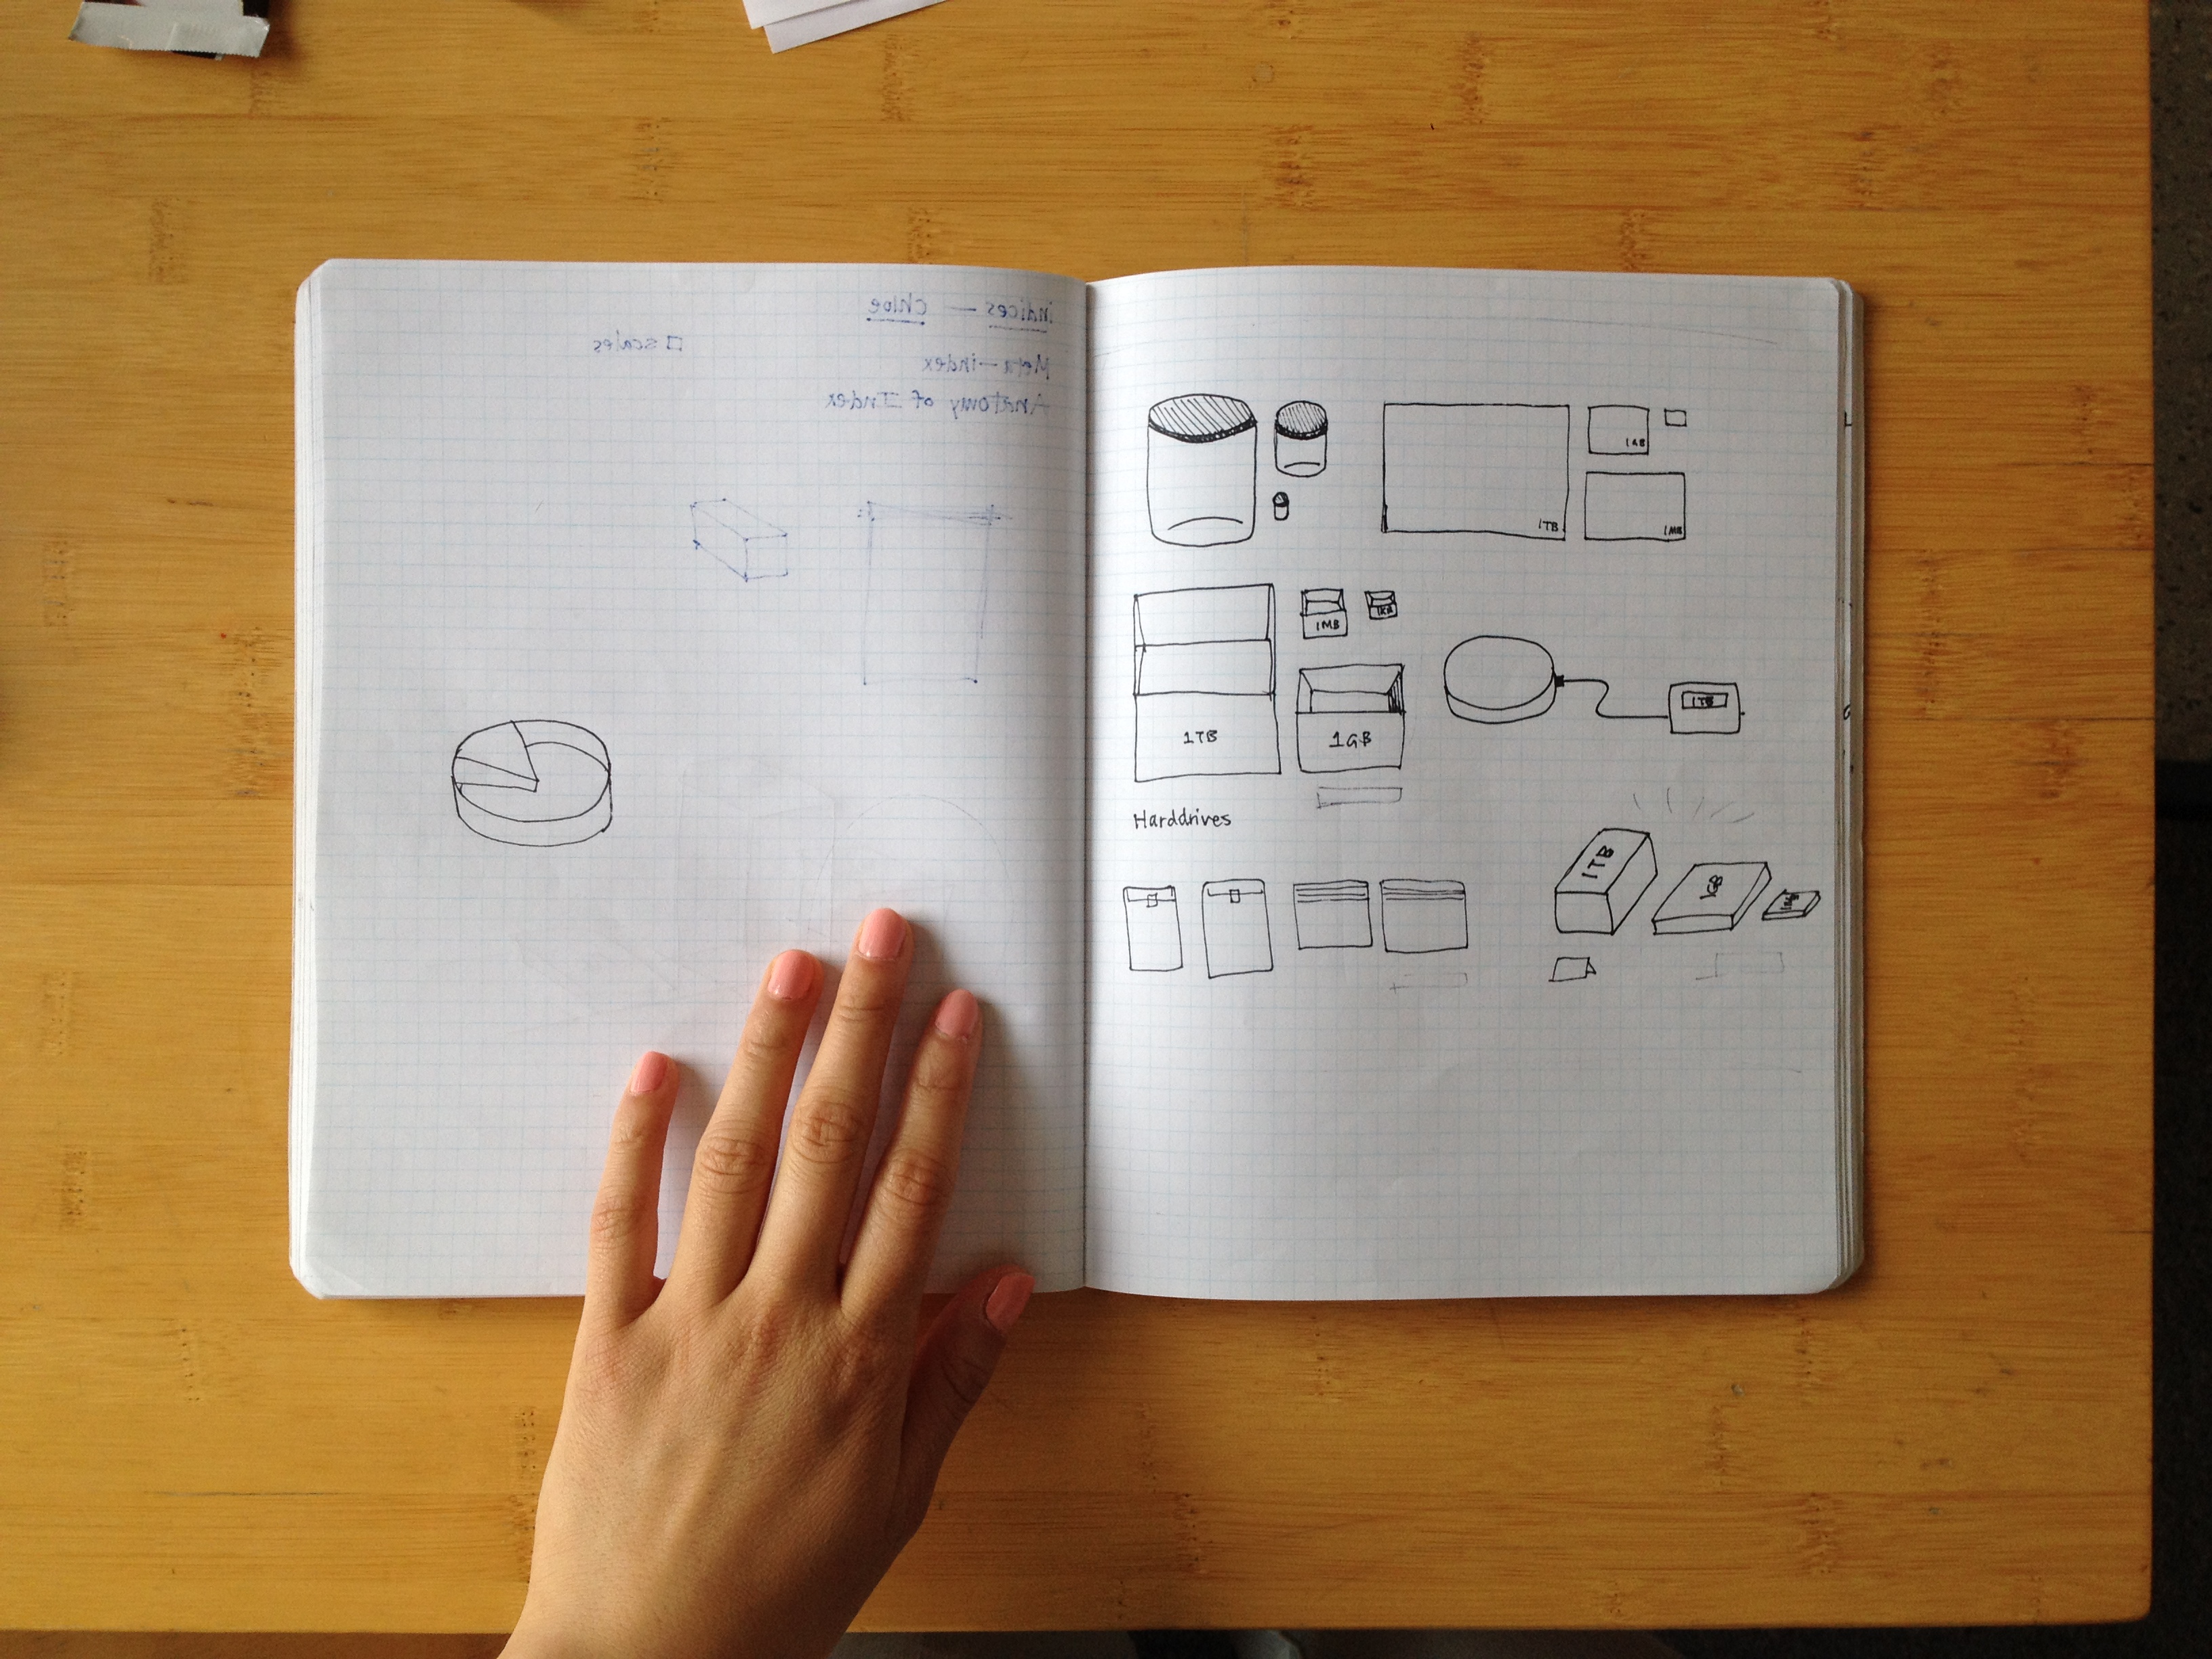 indices — Chloe
□ scales
Meta-index
Anatomy of Index
1GB
1TB
1MB
1MB
1KB
1TB
1TB
1GB
Harddrives
1TB
1GB